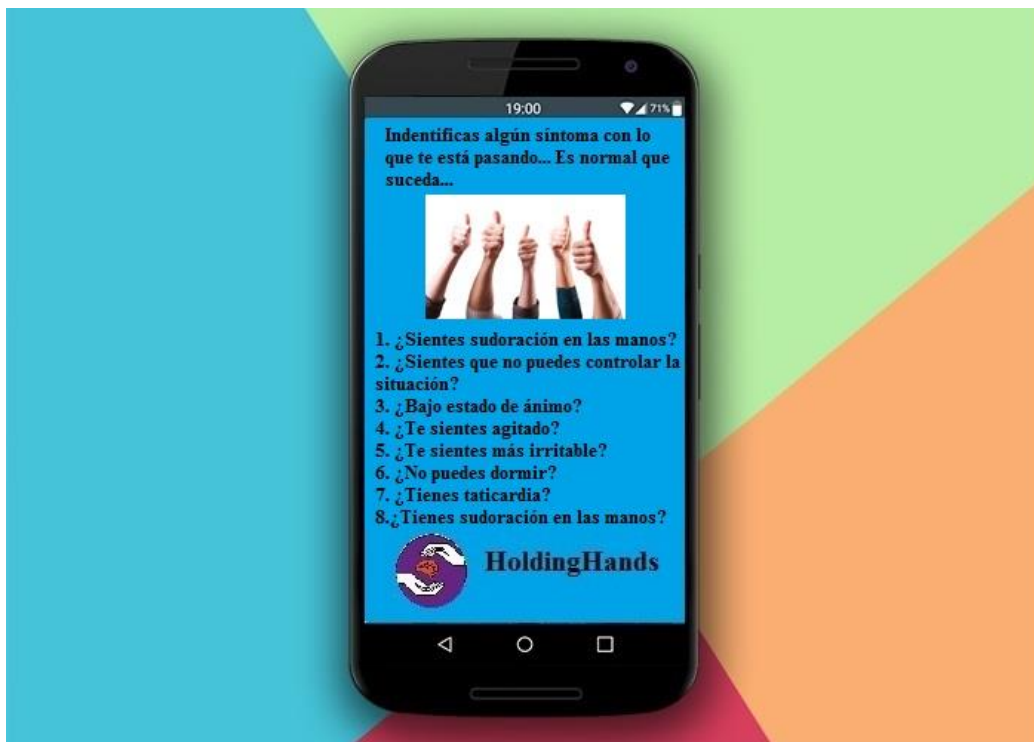 19:00
71%
Indentificas algún síntoma con lo
que te está pasando... Es normal que
suceda...
1. ¿Sientes sudoración en las manos?
2. ¿Sientes que no puedes controlar la
situación?
3. ¿Bajo estado de ánimo?
4. ¿Te sientes agitado?
5. ¿Te sientes más irritable?
6. ¿No puedes dormir?
7. ¿Tienes taticardia?
8.¿Tienes sudoración en las manos?
HoldingHands